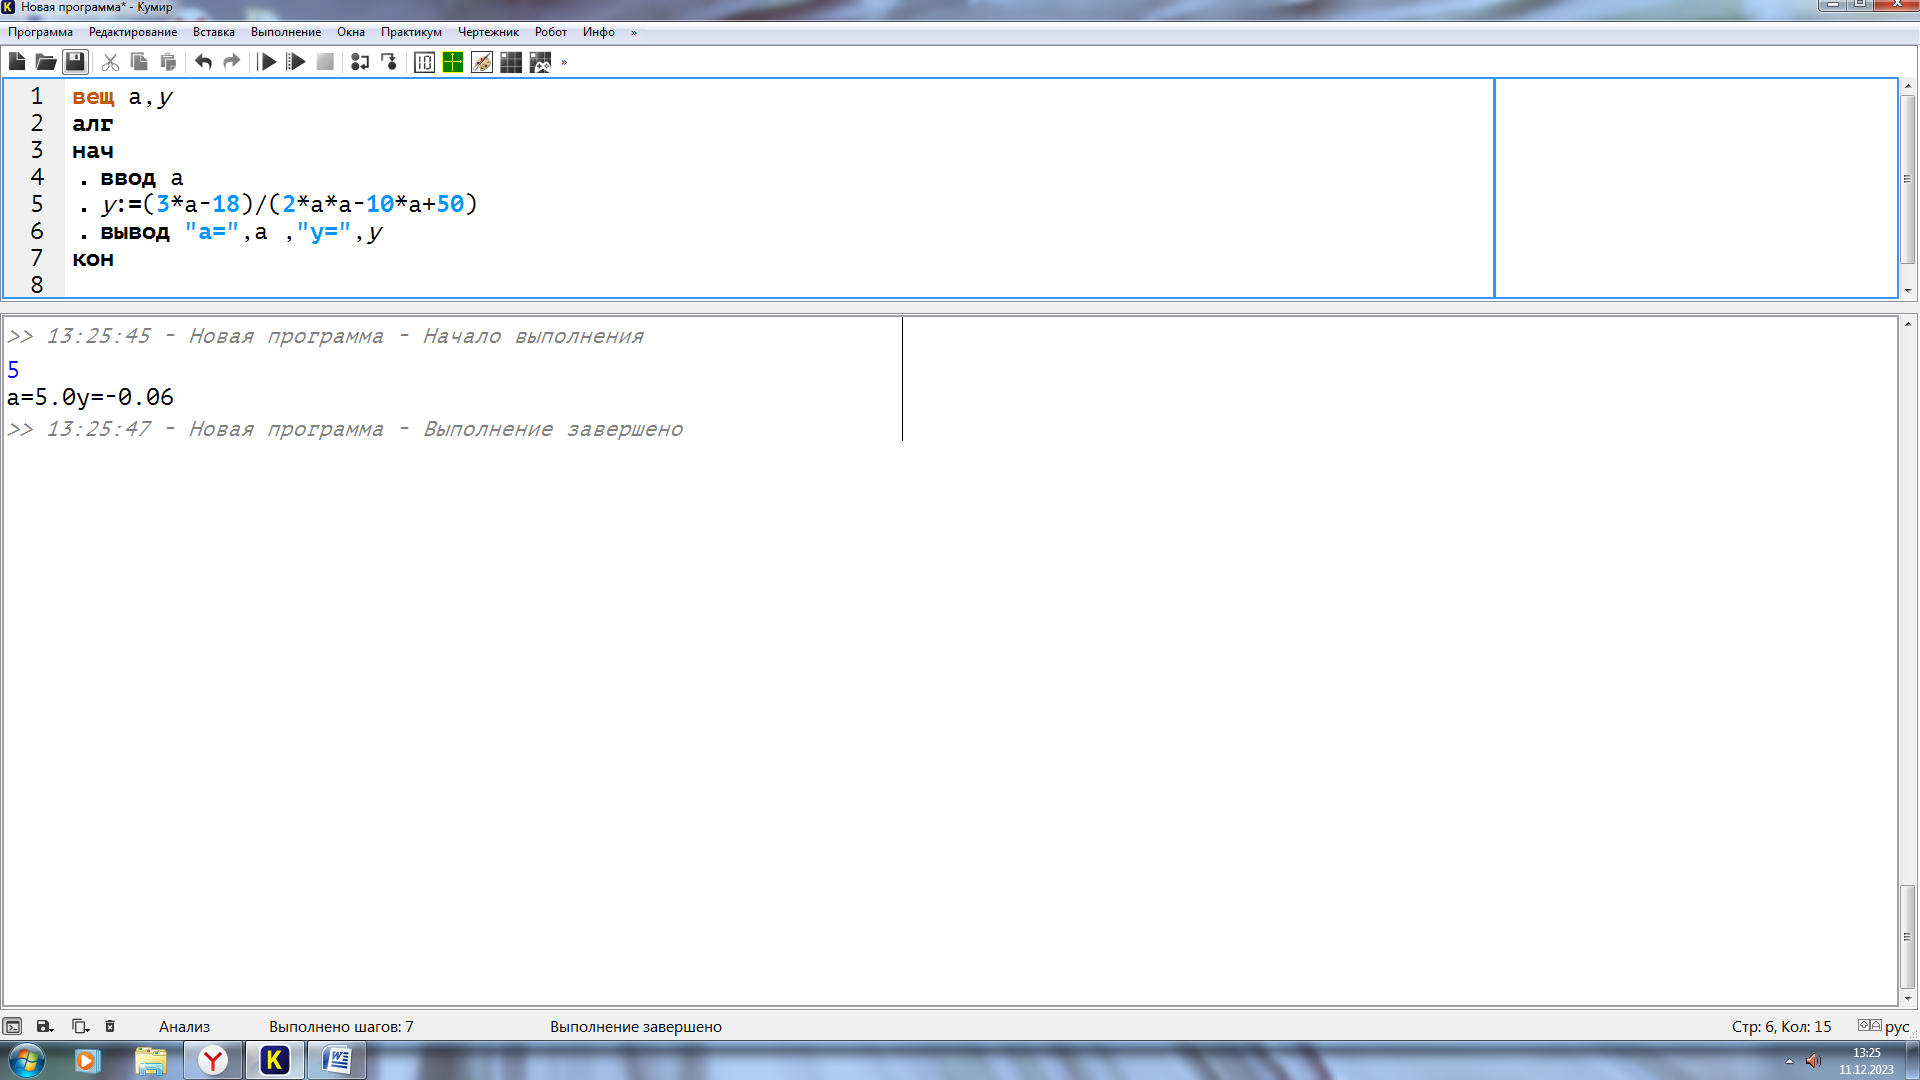 Новая программа* - Кумир
Программа Редактирование Вставка Выполнение Окна Практикум Чертежник Робот Инфо »
»
1 вещ а,у
2 алг
3 нач
4 . ввод а
5 . у:=(3*а-18)/(2*а*а-10*а+50)
6 . вывод "а=",а ,"у=",у
7 кон
8
>> 13:25:45 - Новая программа - Начало выполнения
5
а=5.0у=-0.06
>> 13:25:47 - Новая программа - Выполнение завершено
Анализ Выполнено шагов: 7 Выполнение завершено Стр: 6, Кол: 15 рус
13:25
11.12.2023